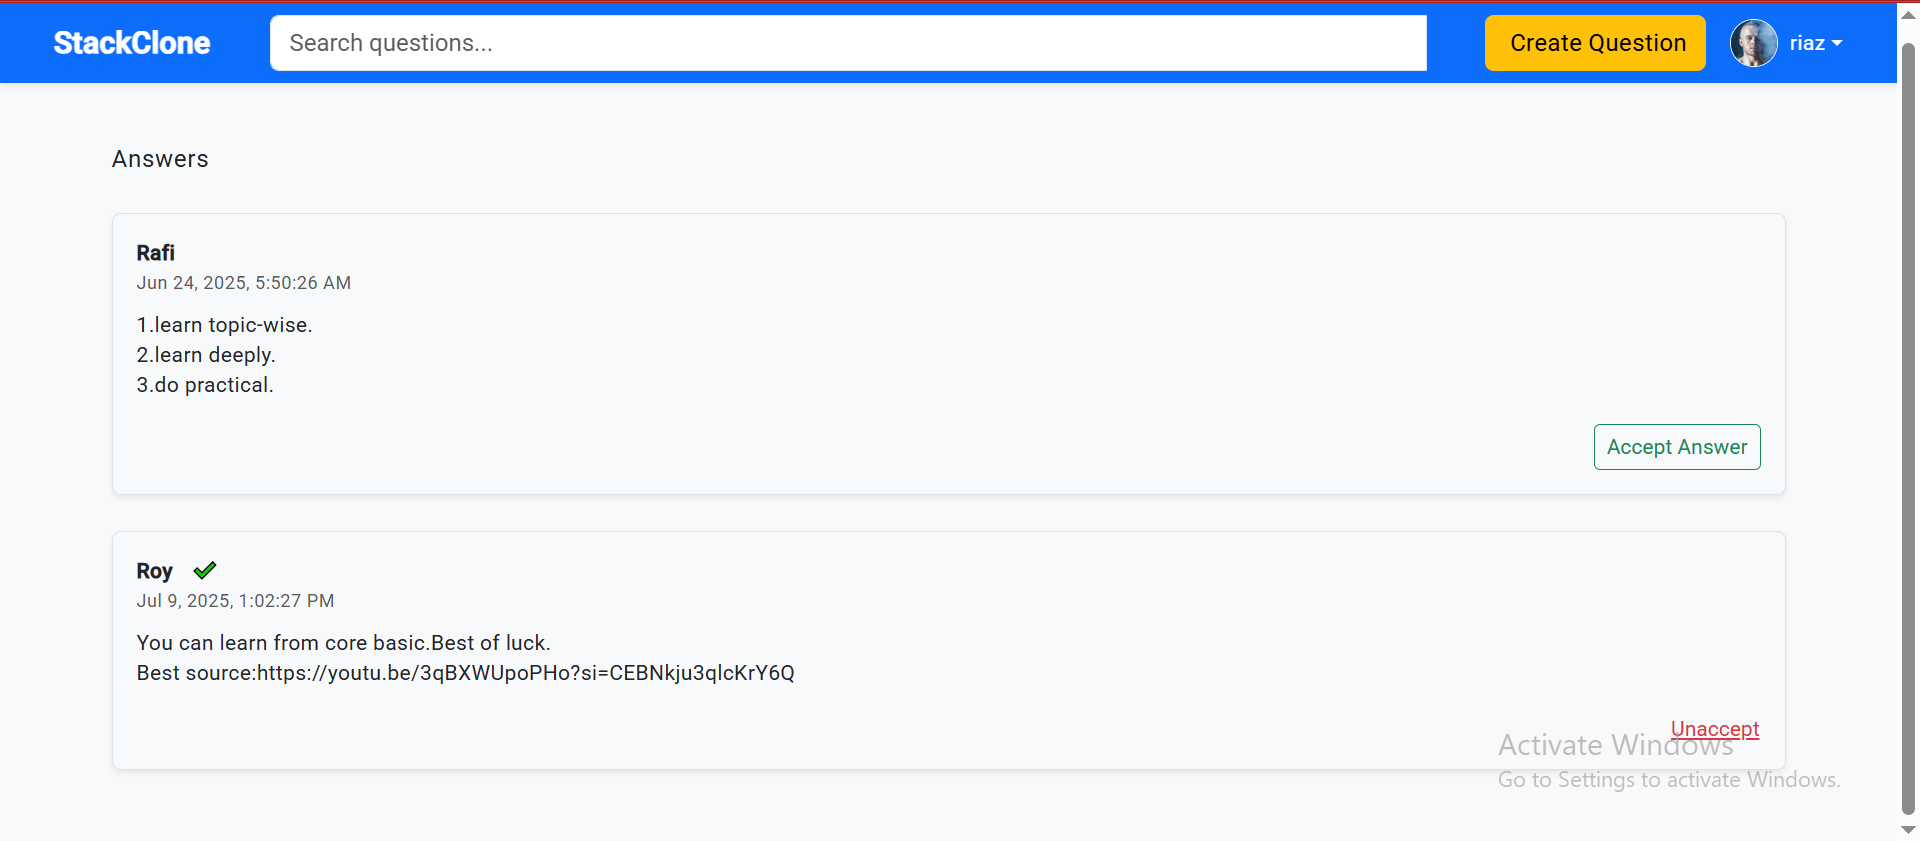 StackClone
Search questions...
Create Question
riaz
Answers
Rafi
Jun 24, 2025, 5:50:26 AM
1.learn topic-wise.
2.learn deeply.
3.do practical.
Accept Answer
Roy
Jul 9, 2025, 1:02:27 PM
You can learn from core basic.Best of luck.
Best source:https://youtu.be/3qBXWUpoPHo?si=CEBNkju3qlcKrY6Q
Unaccept
Activate Windows
Go to Settings to activate Windows.